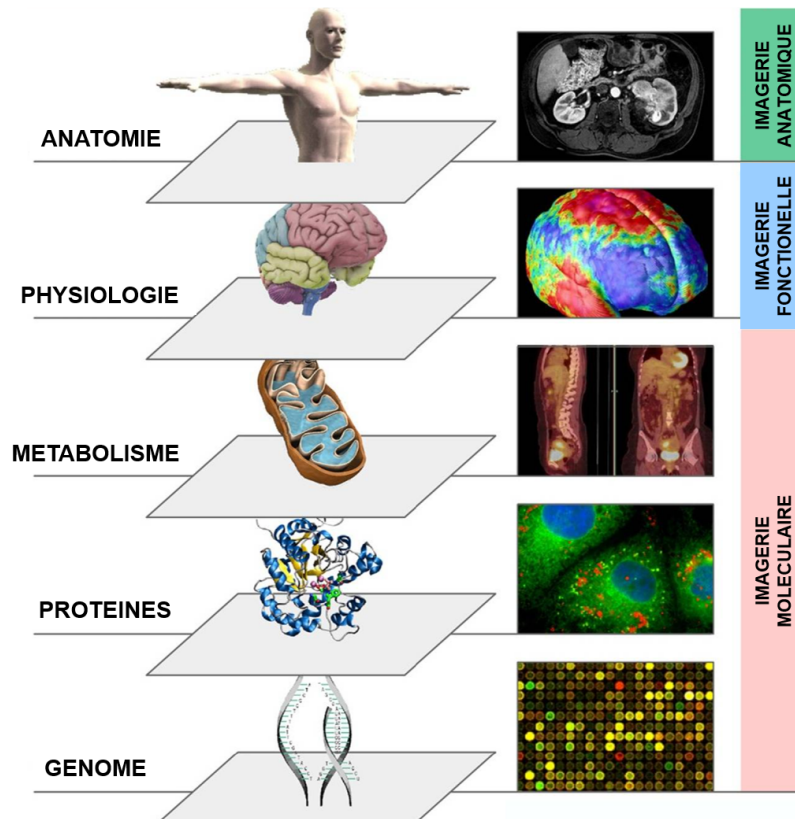 ANATOMIE
IMAGERIE
ANATOMIQUE
PHYSIOLOGIE
IMAGERIE
FONCTIONELLE
METABOLISME
PROTEINES
IMAGERIE
MOLECULAIRE
GENOME